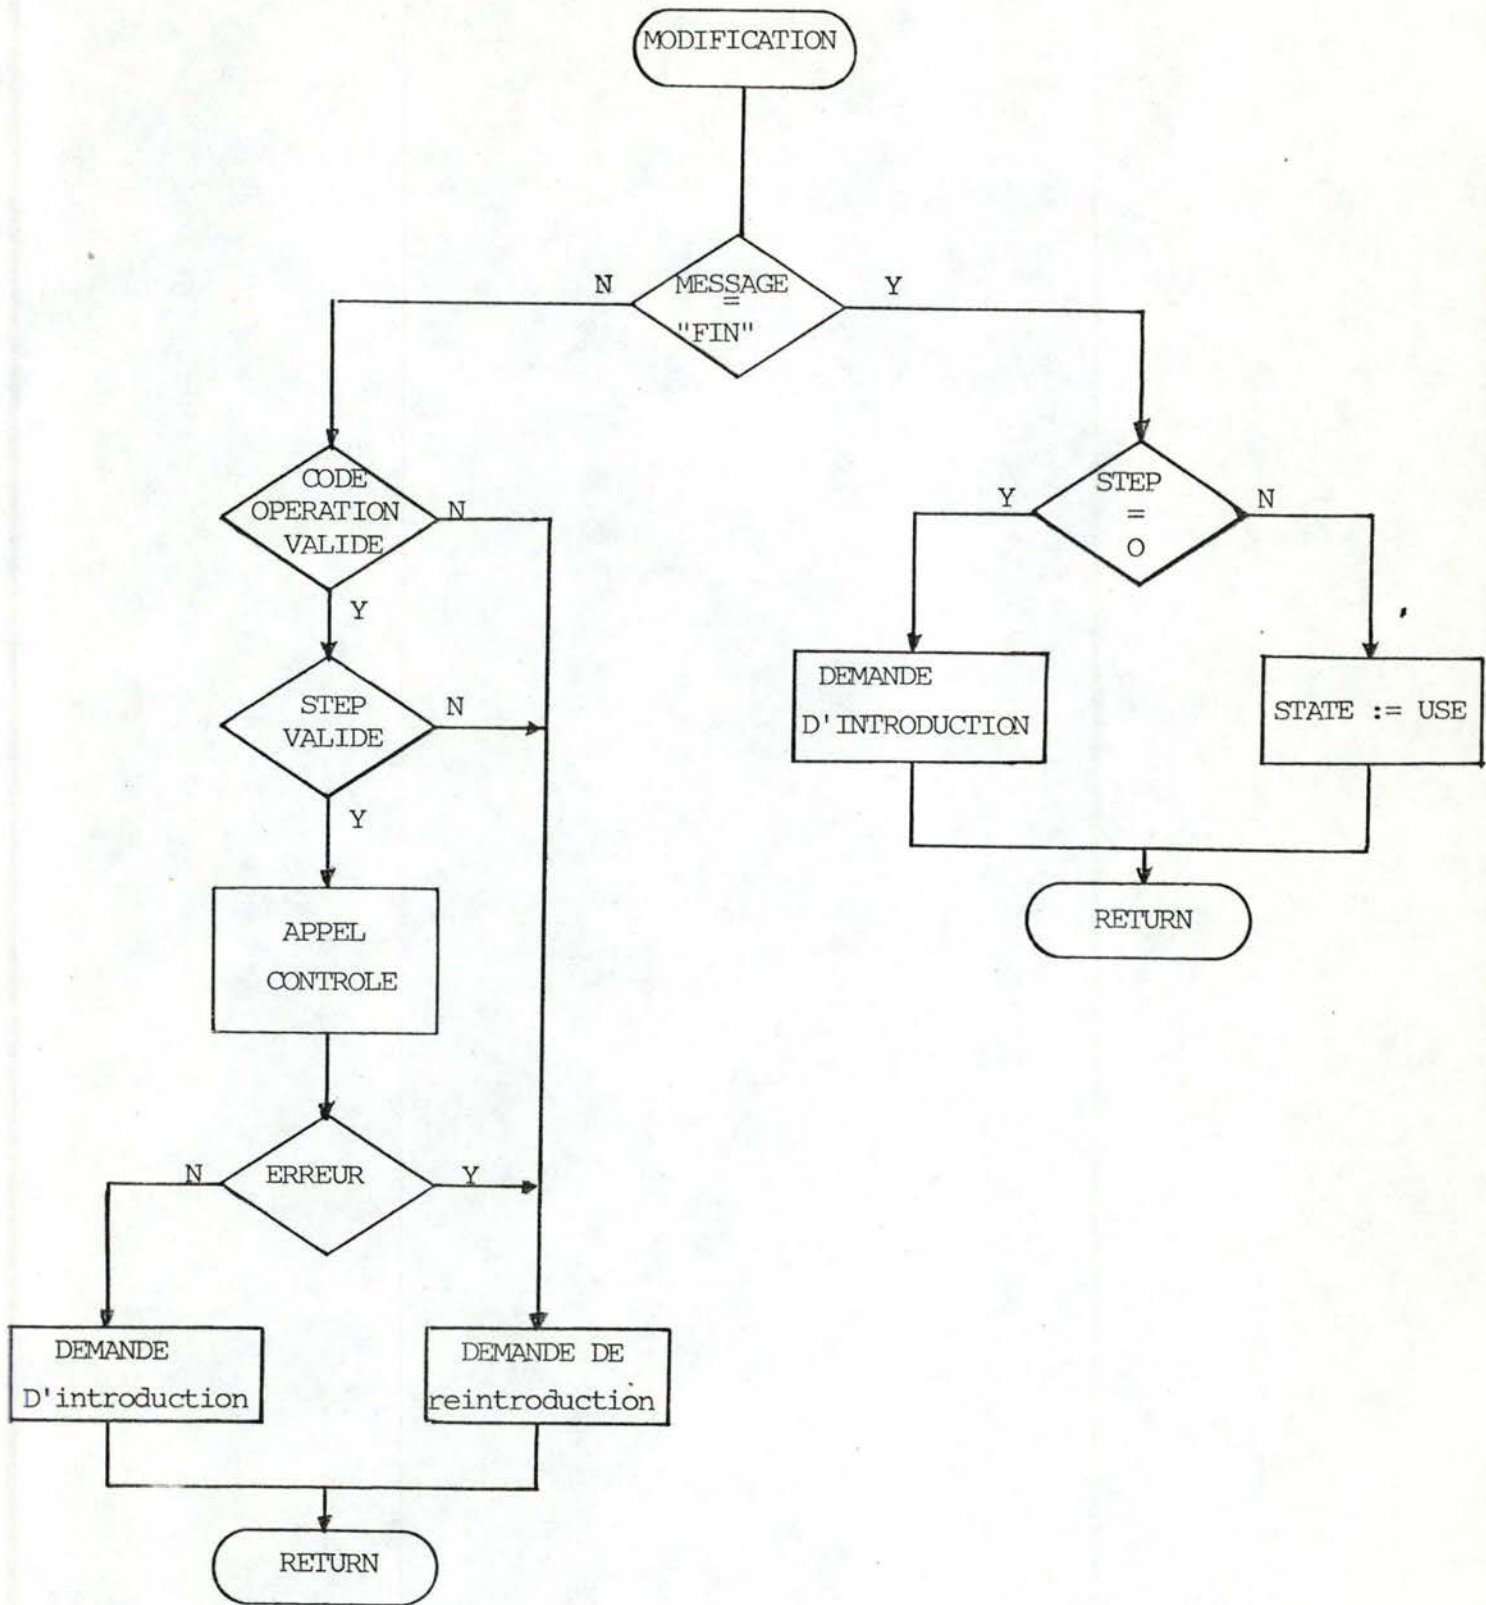 MODIFICATION
N
MESSAGE
=
"FIN"
Y
CODE
OPERATION
VALIDE
N
Y
STEP
VALIDE
N
Y
APPEL
CONTROLE
ERREUR
N
Y
DEMANDE
D'introduction
DEMANDE DE
reintroduction
RETURN
STEP
=
O
Y
N
DEMANDE
D'INTRODUCTION
STATE := USE
RETURN